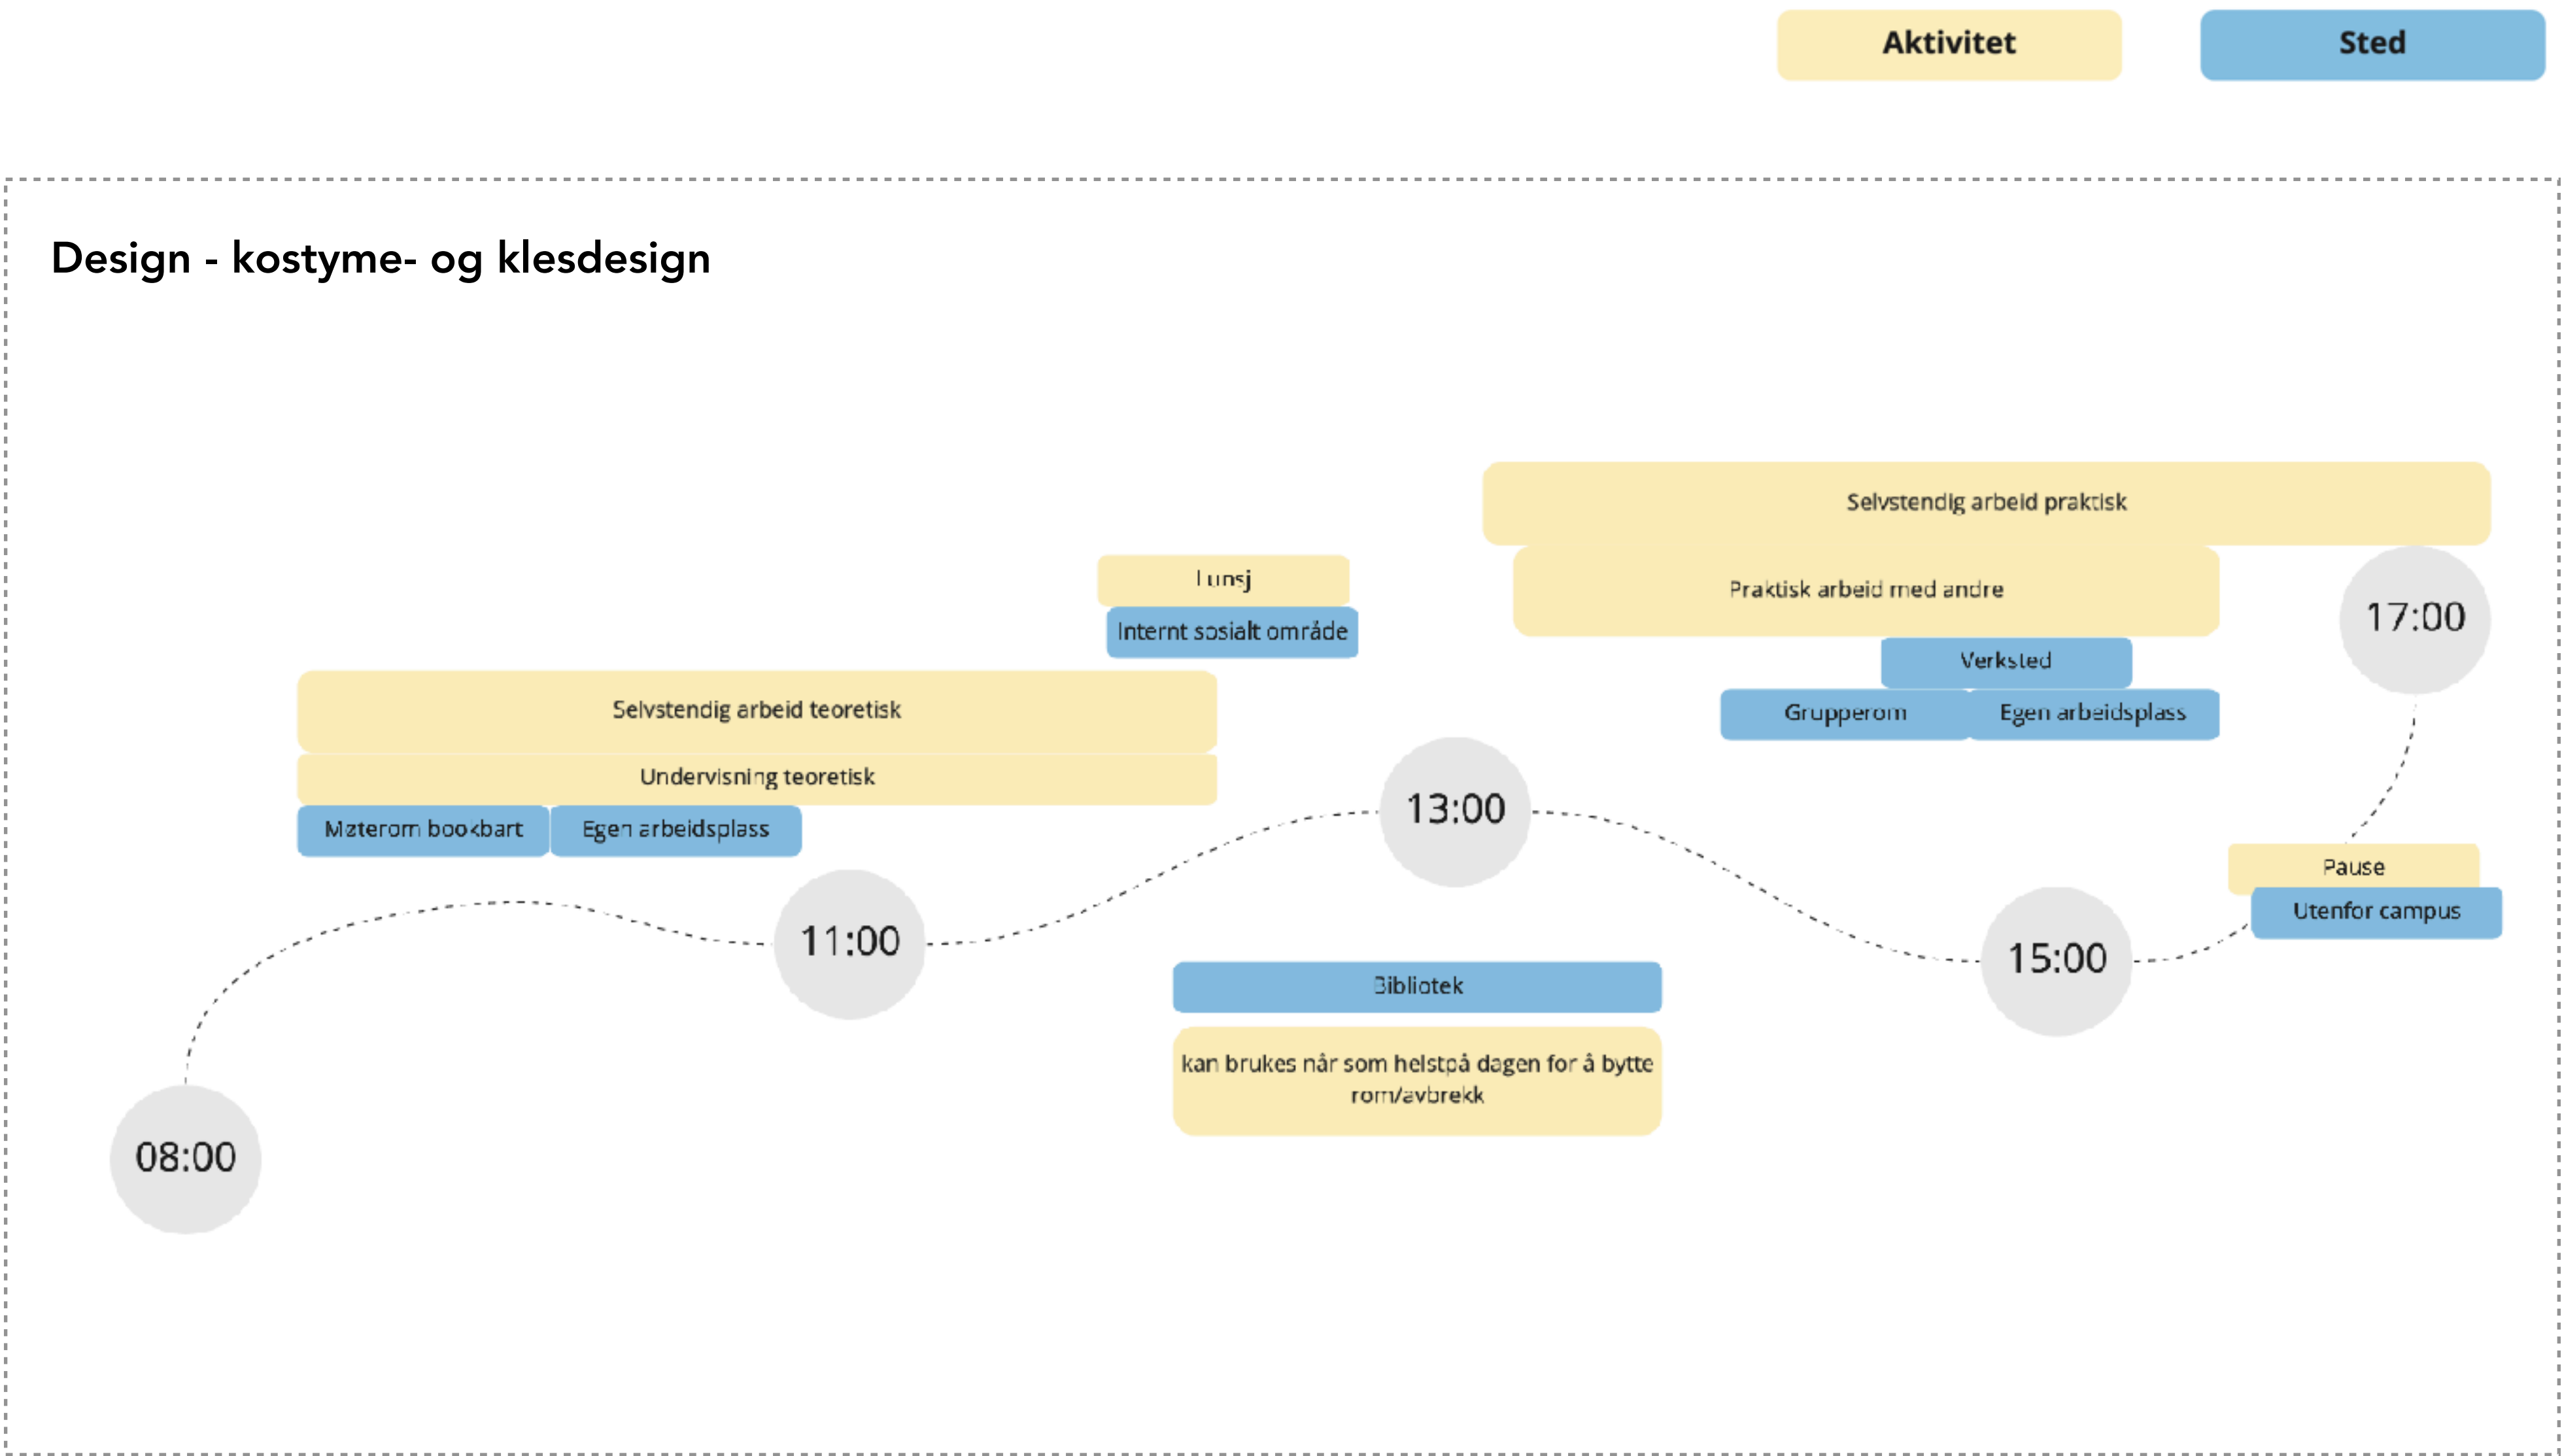 Aktivitet
Sted
Design - kostyme- og klesdesign
Selvstendig arbeid praktisk
Lunsj
Praktisk arbeid med andre
17:00
Internt sosialt område
Verksted
Selvstendig arbeid teoretisk
Grupperom
Egen arbeidsplass
Undervisning teoretisk
13:00
Møterom bookbart
Egen arbeidsplass
Pause
Utenfor campus
11:00
15:00
Bibliotek
kan brukes når som helstpå dagen for å bytte
rom/avbrekk
08:00